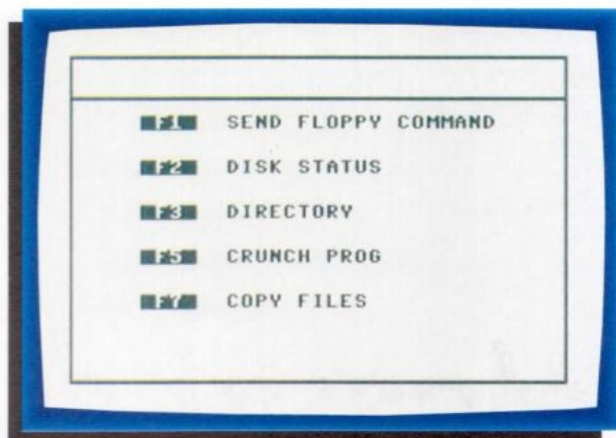 F1 SEND FLOPPY COMMAND
F2 DISK STATUS
F3 DIRECTORY
F5 CRUNCH PROG
F7 COPY FILES